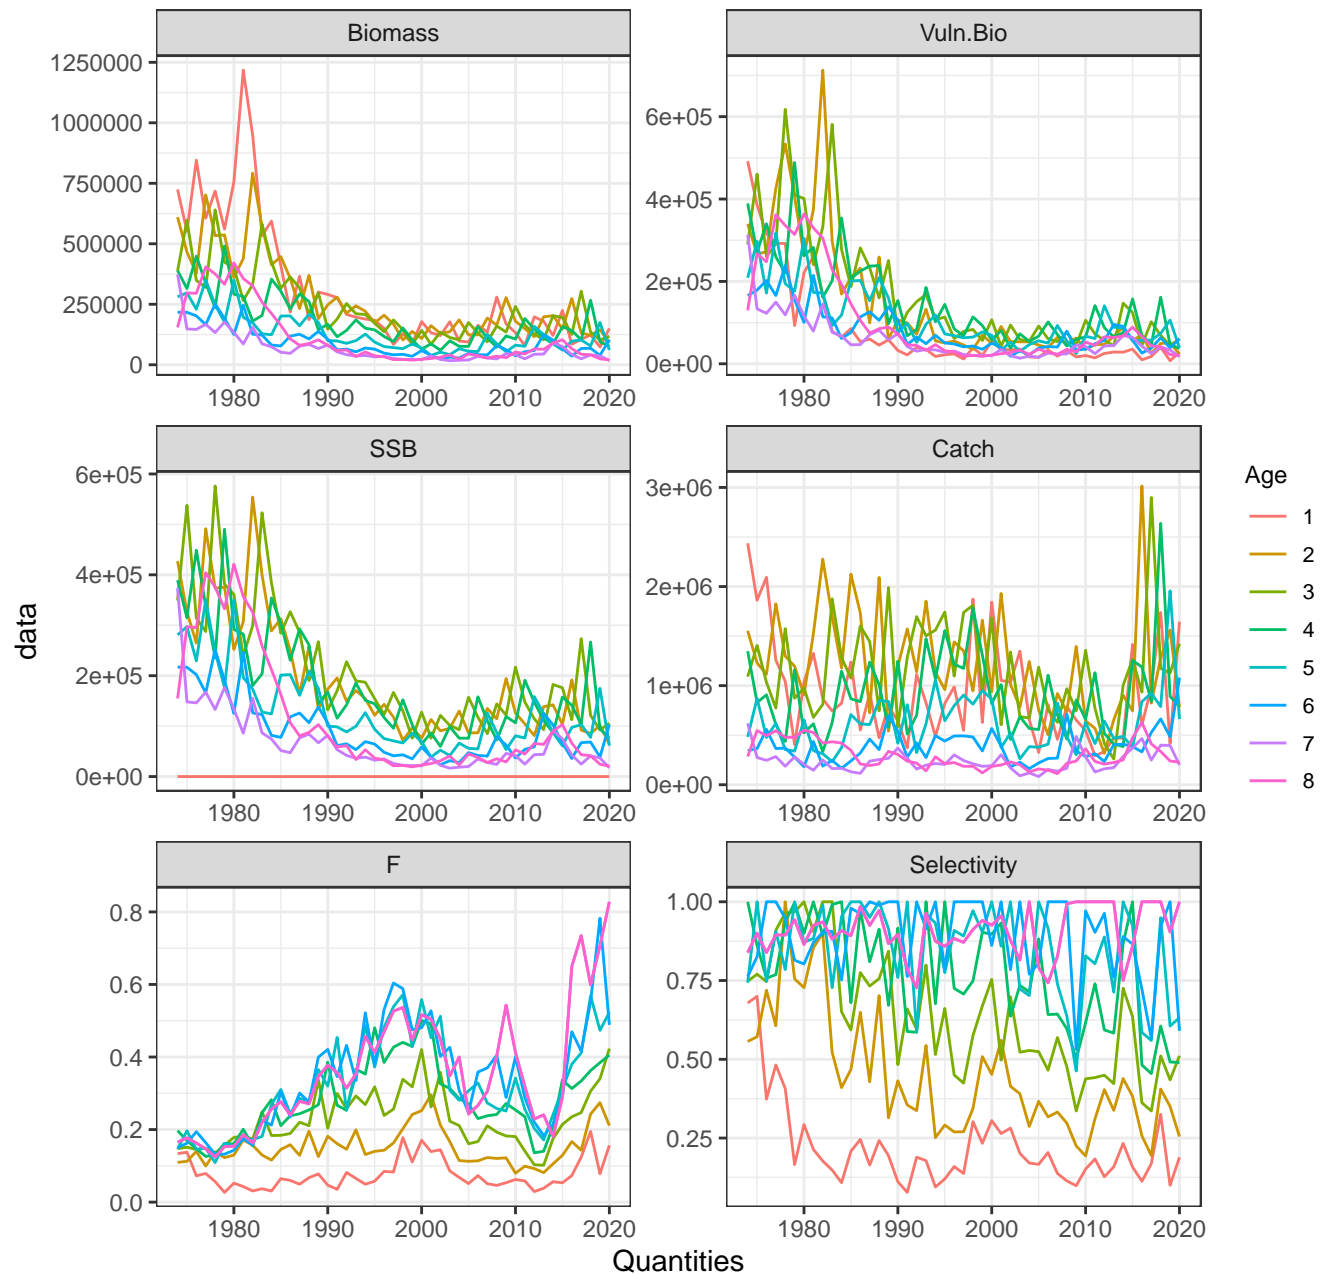 Biomass
Vuln.Bio
1250000
1000000
750000
500000
250000
0
6e+05
4e+05
2e+05
0e+00
1980 1990 2000 2010 2020
1980 1990 2000 2010 2020
SSB
Catch
6e+05
4e+05
2e+05
0e+00
3e+06
2e+06
1e+06
0e+00
1980 1990 2000 2010 2020
1980 1990 2000 2010 2020
F
Selectivity
0.8
0.6
0.4
0.2
0.0
1.00
0.75
0.50
0.25
1980 1990 2000 2010 2020
1980 1990 2000 2010 2020
data
Quantities
Age
1
2
3
4
5
6
7
8